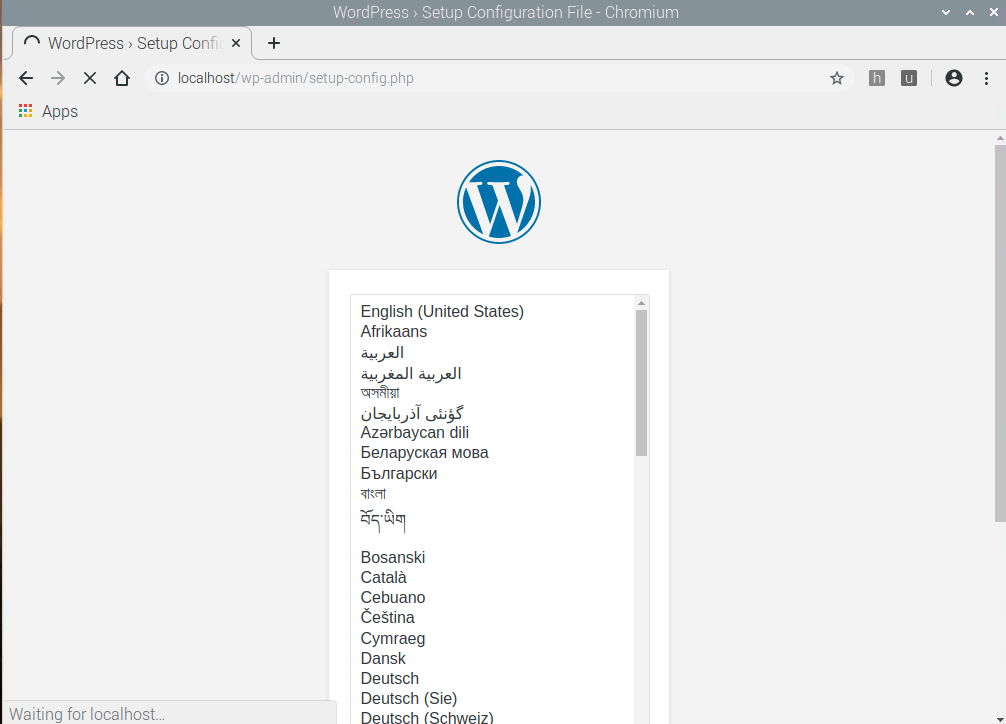 WordPress › Setup Configuration File - Chromium
WordPress › Setup Confi
localhost/wp-admin/setup-config.php
h
u
Apps
W
English (United States)
Afrikaans
العربية
العربية المغربية
অসমীয়া
گؤنئی آذربایجان
Azərbaycan dili
Беларуская мова
Български
বাংলা
བོད་ཡིག
Bosanski
Català
Cebuano
Čeština
Cymraeg
Dansk
Deutsch
Deutsch (Sie)
Deutsch (Schweiz)
Waiting for localhost...